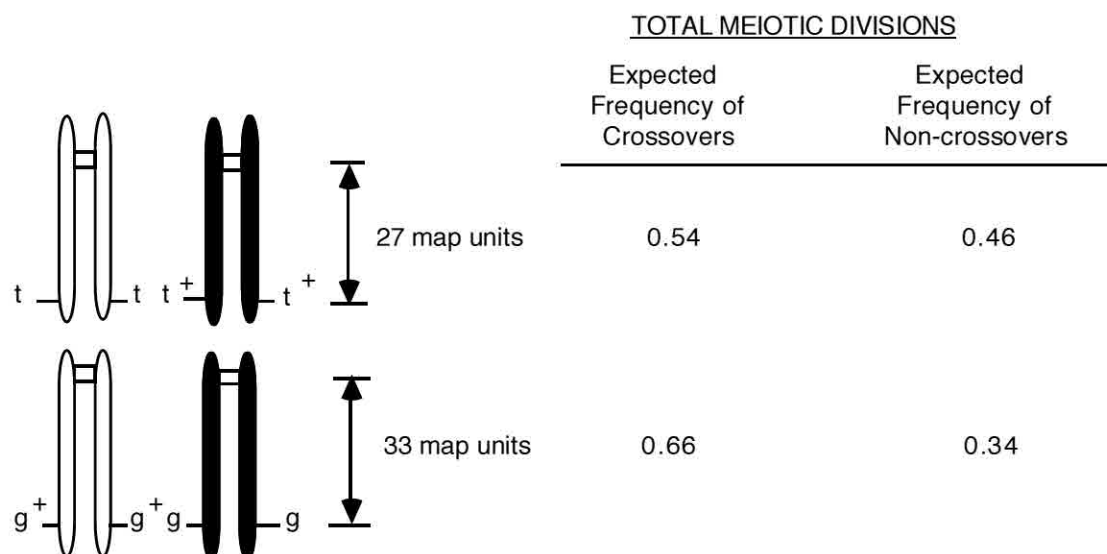 TOTAL MEIOTIC DIVISIONS
Expected Frequency of Crossovers
Expected Frequency of Non-crossovers
27 map units 0.54 0.46
t t t + t +
33 map units 0.66 0.34
g + g + g g